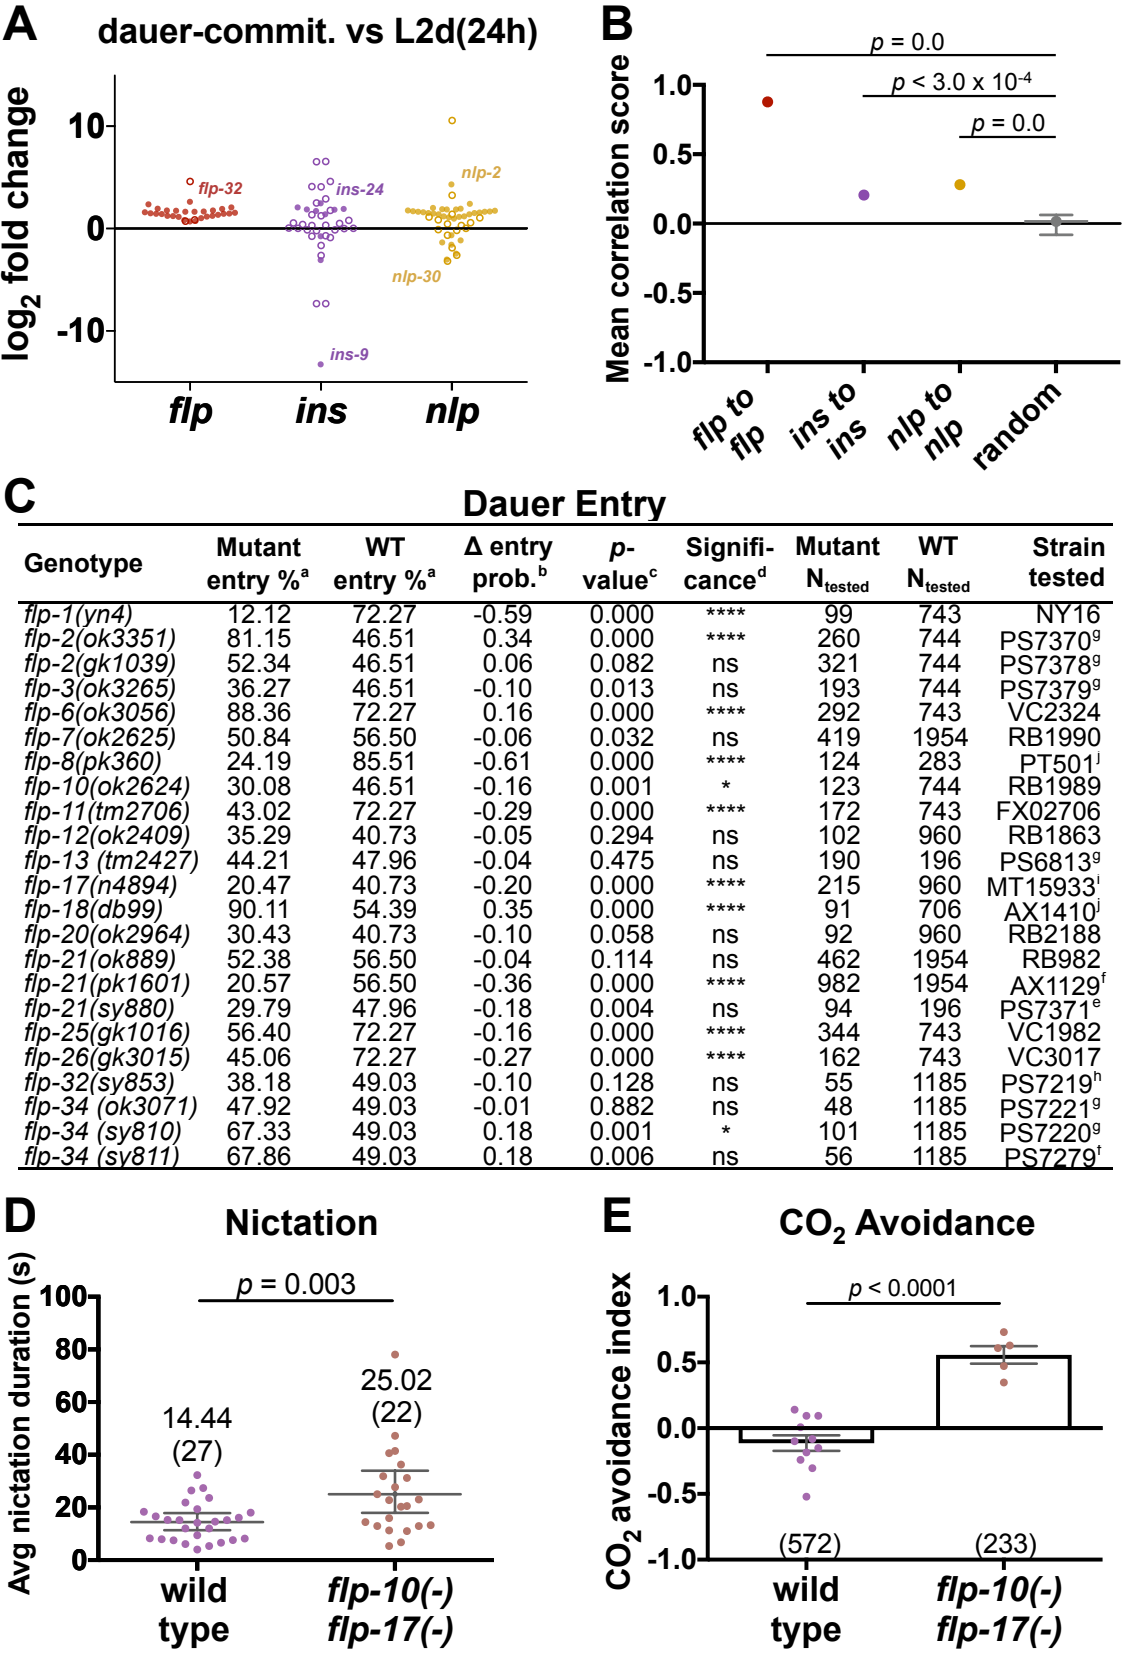 A
dauer-commit. vs L2d(24h)
log2 fold change
10
0
-10
flp-32
ins-24
ins-9
nlp-2
nlp-30
flp
ins
nlp
B
Mean correlation score
1.0
0.5
0.0
-0.5
-1.0
p = 0.0
p < 3.0 x 10-4
p = 0.0
flp to flp
ins to ins
nlp to nlp
random
C
Dauer Entry
Genotype Mutant entry %a WT entry %a Δ entry prob.b p-valuec Signifi-canced Mutant Ntested WT Ntested Strain tested
flp-1(yn4) 12.12 72.27 -0.59 0.000 **** 99 743 NY16
flp-2(ok3351) 81.15 46.51 0.34 0.000 **** 260 744 PS7370g
flp-2(gk1039) 52.34 46.51 0.06 0.082 ns 321 744 PS7378g
flp-3(ok3265) 36.27 46.51 -0.10 0.013 ns 193 744 PS7379g
flp-6(ok3056) 88.36 72.27 0.16 0.000 **** 292 743 VC2324
flp-7(ok2625) 50.84 56.50 -0.06 0.032 ns 419 1954 RB1990
flp-8(pk360) 24.19 85.51 -0.61 0.000 **** 124 283 PT501j
flp-10(ok2624) 30.08 46.51 -0.16 0.001 * 123 744 RB1989
flp-11(tm2706) 43.02 72.27 -0.29 0.000 **** 172 743 FX02706
flp-12(ok2409) 35.29 40.73 -0.05 0.294 ns 102 960 RB1863
flp-13 (tm2427) 44.21 47.96 -0.04 0.475 ns 190 196 PS6813g
flp-17(n4894) 20.47 40.73 -0.20 0.000 **** 215 960 MT15933i
flp-18(db99) 90.11 54.39 0.35 0.000 **** 91 706 AX1410j
flp-20(ok2964) 30.43 40.73 -0.10 0.058 ns 92 960 RB2188
flp-21(ok889) 52.38 56.50 -0.04 0.114 ns 462 1954 RB982
flp-21(pk1601) 20.57 56.50 -0.36 0.000 **** 982 1954 AX1129f
flp-21(sy880) 29.79 47.96 -0.18 0.004 ns 94 196 PS7371e
flp-25(gk1016) 56.40 72.27 -0.16 0.000 **** 344 743 VC1982
flp-26(gk3015) 45.06 72.27 -0.27 0.000 **** 162 743 VC3017
flp-32(sy853) 38.18 49.03 -0.10 0.128 ns 55 1185 PS7219h
flp-34 (ok3071) 47.92 49.03 -0.01 0.882 ns 48 1185 PS7221g
flp-34 (sy810) 67.33 49.03 0.18 0.001 * 101 1185 PS7220g
flp-34 (sy811) 67.86 49.03 0.18 0.006 ns 56 1185 PS7279f
D
Nictation
Avg nictation duration (s)
100
80
60
40
20
0
p = 0.003
14.44
(27)
25.02
(22)
wild
type
flp-10(-)
flp-17(-)
E
CO2 Avoidance
CO2 avoidance index
1.0
0.5
0.0
-0.5
-1.0
p < 0.0001
(572)
(233)
wild
type
flp-10(-)
flp-17(-)